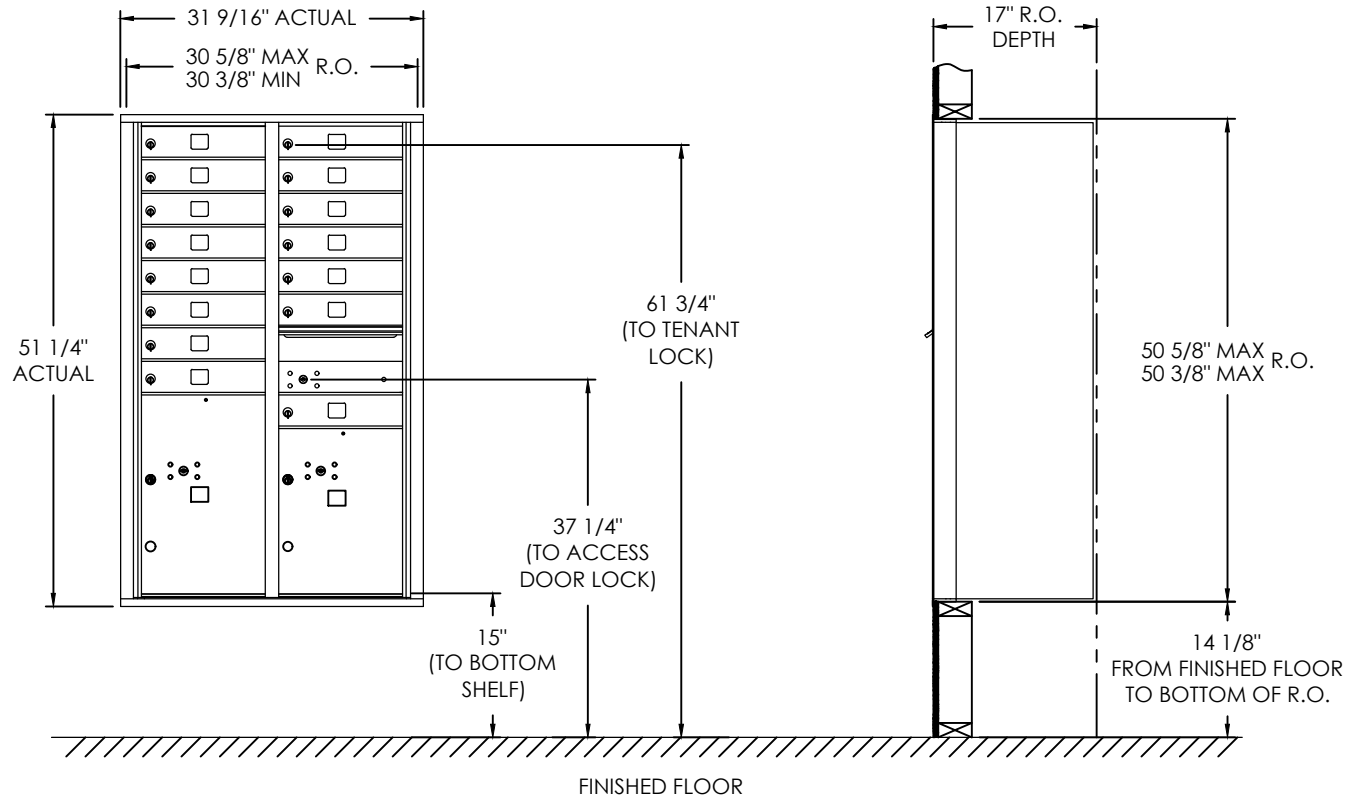 31 9/16" ACTUAL
30 5/8" MAX
30 3/8" MIN
R.O.
17" R.O.
DEPTH
51 1/4"
ACTUAL
61 3/4"
(TO TENANT
LOCK)
50 5/8" MAX
50 3/8" MAX
R.O.
37 1/4"
(TO ACCESS
DOOR LOCK)
15"
(TO BOTTOM
SHELF)
14 1/8"
FROM FINISHED FLOOR
TO BOTTOM OF R.O.
FINISHED FLOOR